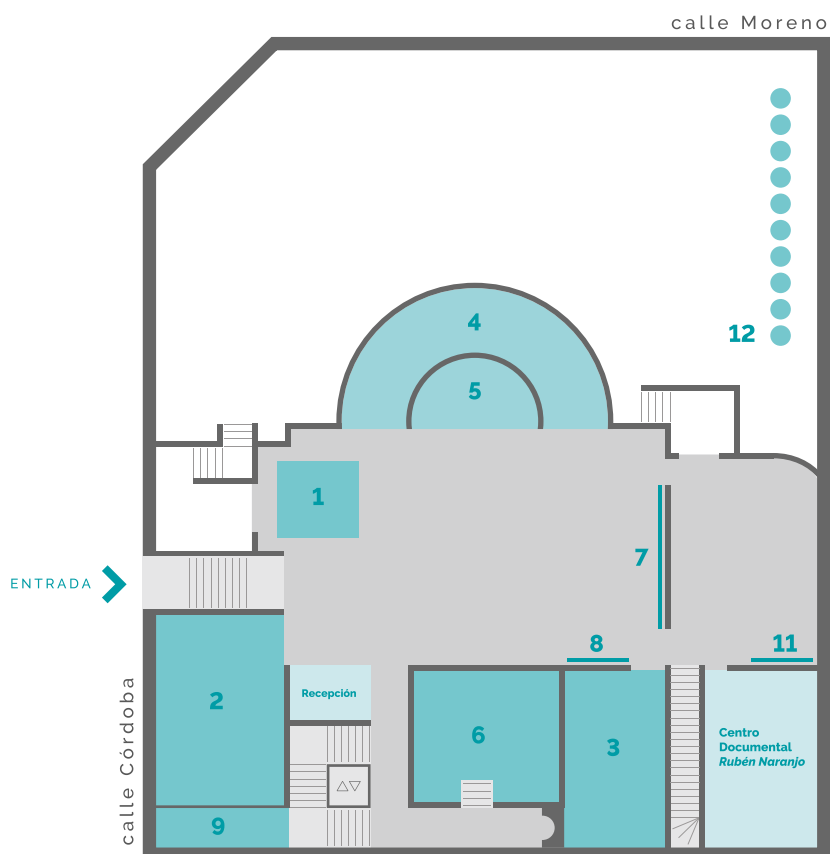 calle Moreno
12
4
5
1
7
ENTRADA
8
11
calle Córdoba
2
Recepción
6
3
Centro
Documental
Rubén Naranjo
9